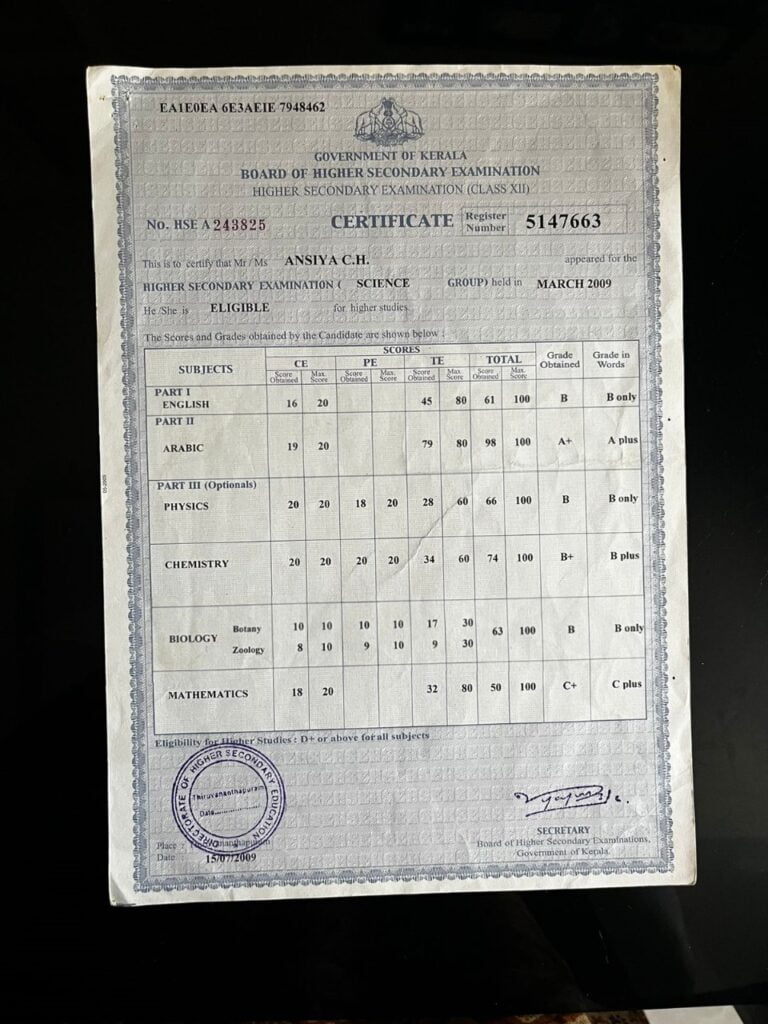 EA1E0EA 6E3AEIE 7948462
GOVERNMENT OF KERALA
BOARD OF HIGHER SECONDARY EXAMINATION
HIGHER SECONDARY EXAMINATION (CLASS XII)
No. HSE A 243825 CERTIFICATE Register Number 5147663
This is to certify that Mr / Ms ANSIYA C.H. appeared for the
HIGHER SECONDARY EXAMINATION ( SCIENCE GROUP) held in MARCH 2009
He /She is ELIGIBLE for higher studies.
The Scores and Grades obtained by the Candidate are shown below :
SUBJECTS SCORES Grade Obtained Grade in Words
CE PE TE TOTAL
Score Obtained Max. Score Score Obtained Max. Score Score Obtained Max. Score Score Obtained Max. Score
PART I
ENGLISH 16 20 45 80 61 100 B B only
PART II
ARABIC 19 20 79 80 98 100 A+ A plus
PART III (Optionals)
PHYSICS 20 20 18 20 28 60 66 100 B B only
CHEMISTRY 20 20 20 20 34 60 74 100 B+ B plus
BIOLOGY Botany 10 10 10 10 17 30 63 100 B B only
Zoology 8 10 9 10 9 30
MATHEMATICS 18 20 32 80 50 100 C+ C plus
Eligibility for Higher Studies : D+ or above for all subjects
DIRECTORATE OF HIGHER SECONDARY EDUCATION
Thiruvananthapuram
Date
SECRETARY
Board of Higher Secondary Examinations,
Government of Kerala.
Place :
Date : 15/07/2009